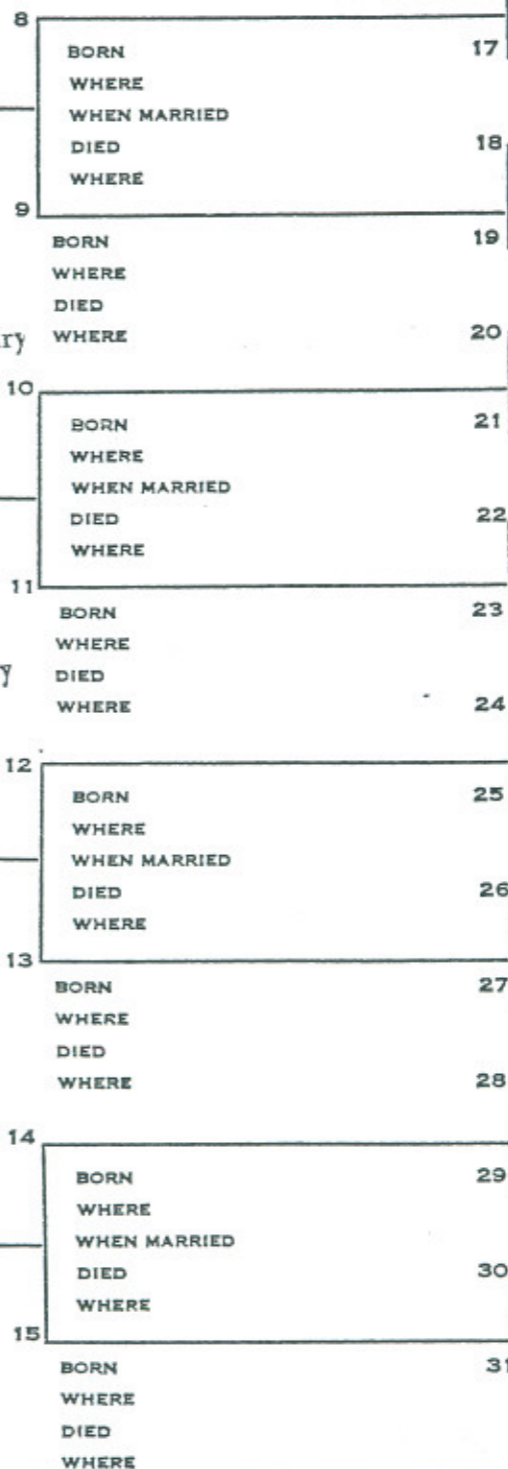 8
BORN 17
WHERE
WHEN MARRIED
DIED 18
WHERE
9
BORN 19
WHERE
DIED
ry WHERE 20
10
BORN 21
WHERE
WHEN MARRIED
DIED 22
WHERE
11
BORN 23
WHERE
y DIED
WHERE 24
12
BORN 25
WHERE
WHEN MARRIED
DIED 26
WHERE
13
BORN 27
WHERE
DIED
WHERE 28
14
BORN 29
WHERE
WHEN MARRIED
DIED 30
WHERE
15
BORN 31
WHERE
DIED
WHERE